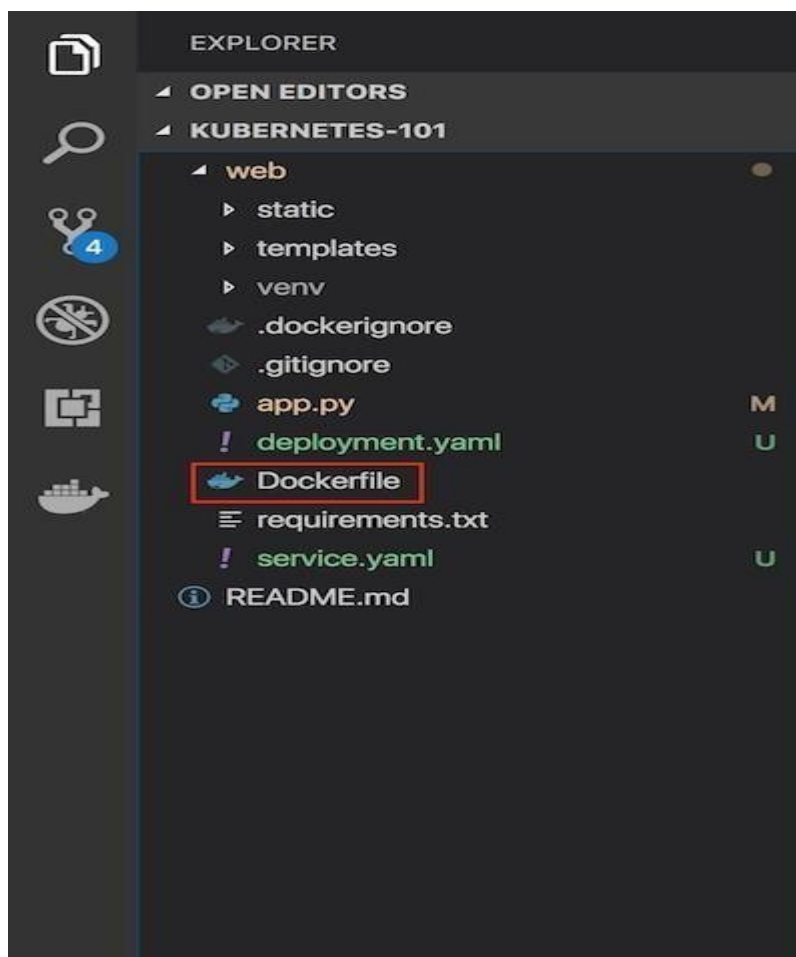 EXPLORER
OPEN EDITORS
KUBERNETES-101
web
static
4
templates
venv
.dockerignore
.gitignore
app.py M
! deployment.yaml U
Dockerfile
requirements.txt
! service.yaml U
README.md